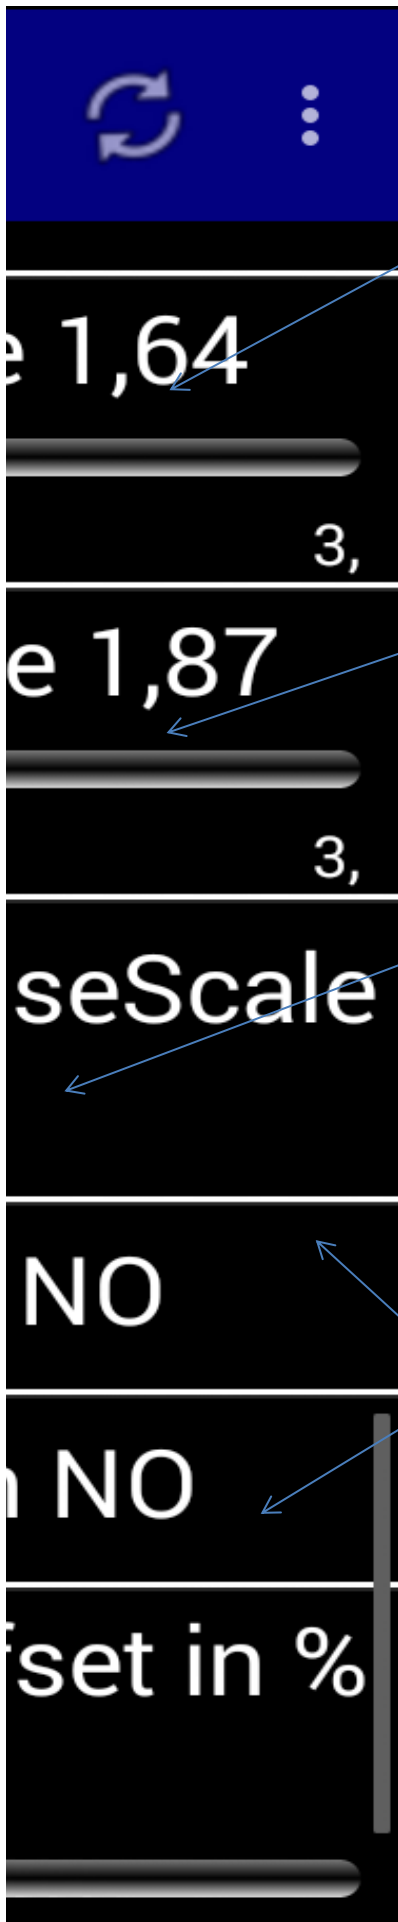 e 1,64
3,
e 1,87
3,
seScale
NO
n NO
fset in %